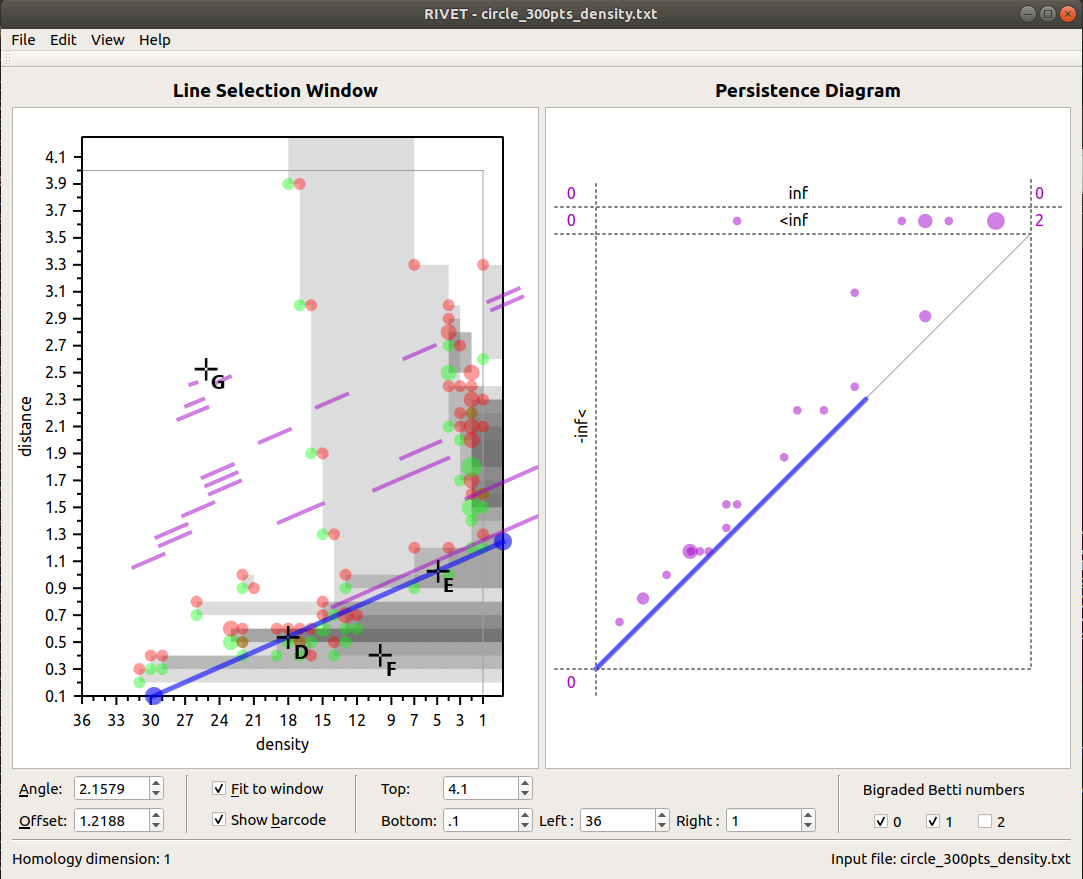 RIVET - circle_300pts_density.txt
File Edit View Help
Line Selection Window
Persistence Diagram
4.1
3.9
3.7
3.5
3.3
3.1
2.9
2.7
2.5
2.3
2.1
1.9
1.7
1.5
1.3
1.1
0.9
0.7
0.5
0.3
0.1
distance
G
E
D
F
36 33 30 27 24 21 18 15 12 9 7 5 3 1
density
0 inf 0
0 <inf 2
-inf<
0
Angle: 2.1579
Offset: 1.2188
Fit to window
Show barcode
Top: 4.1
Bottom: .1 Left : 36 Right : 1
Bigraded Betti numbers
0 1 2
Homology dimension: 1
Input file: circle_300pts_density.txt